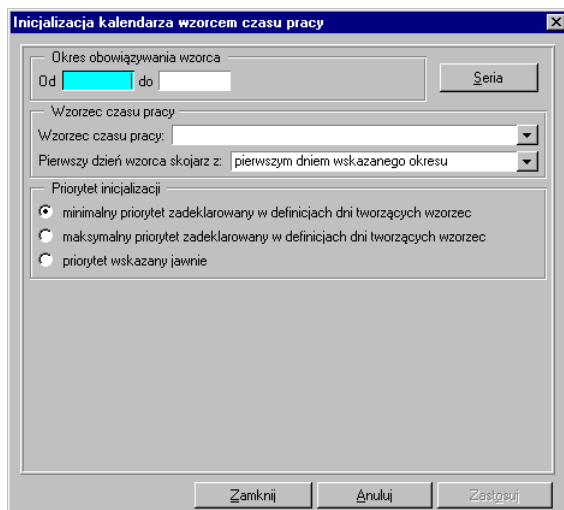 Inicjalizacja kalendarza wzorcem czasu pracy
Okres obowiązywania wzorca
Od do
Seria
Wzorzec czasu pracy
Wzorzec czasu pracy:
Pierwszy dzień wzorca skojarz z: pierwszym dniem wskazanego okresu
Priorytet inicjalizacji
minimalny priorytet zadeklarowany w definicjach dni tworzących wzorzec
maksymalny priorytet zadeklarowany w definicjach dni tworzących wzorzec
priorytet wskazany jawnie
Zamknij Anuluj Zastosuj